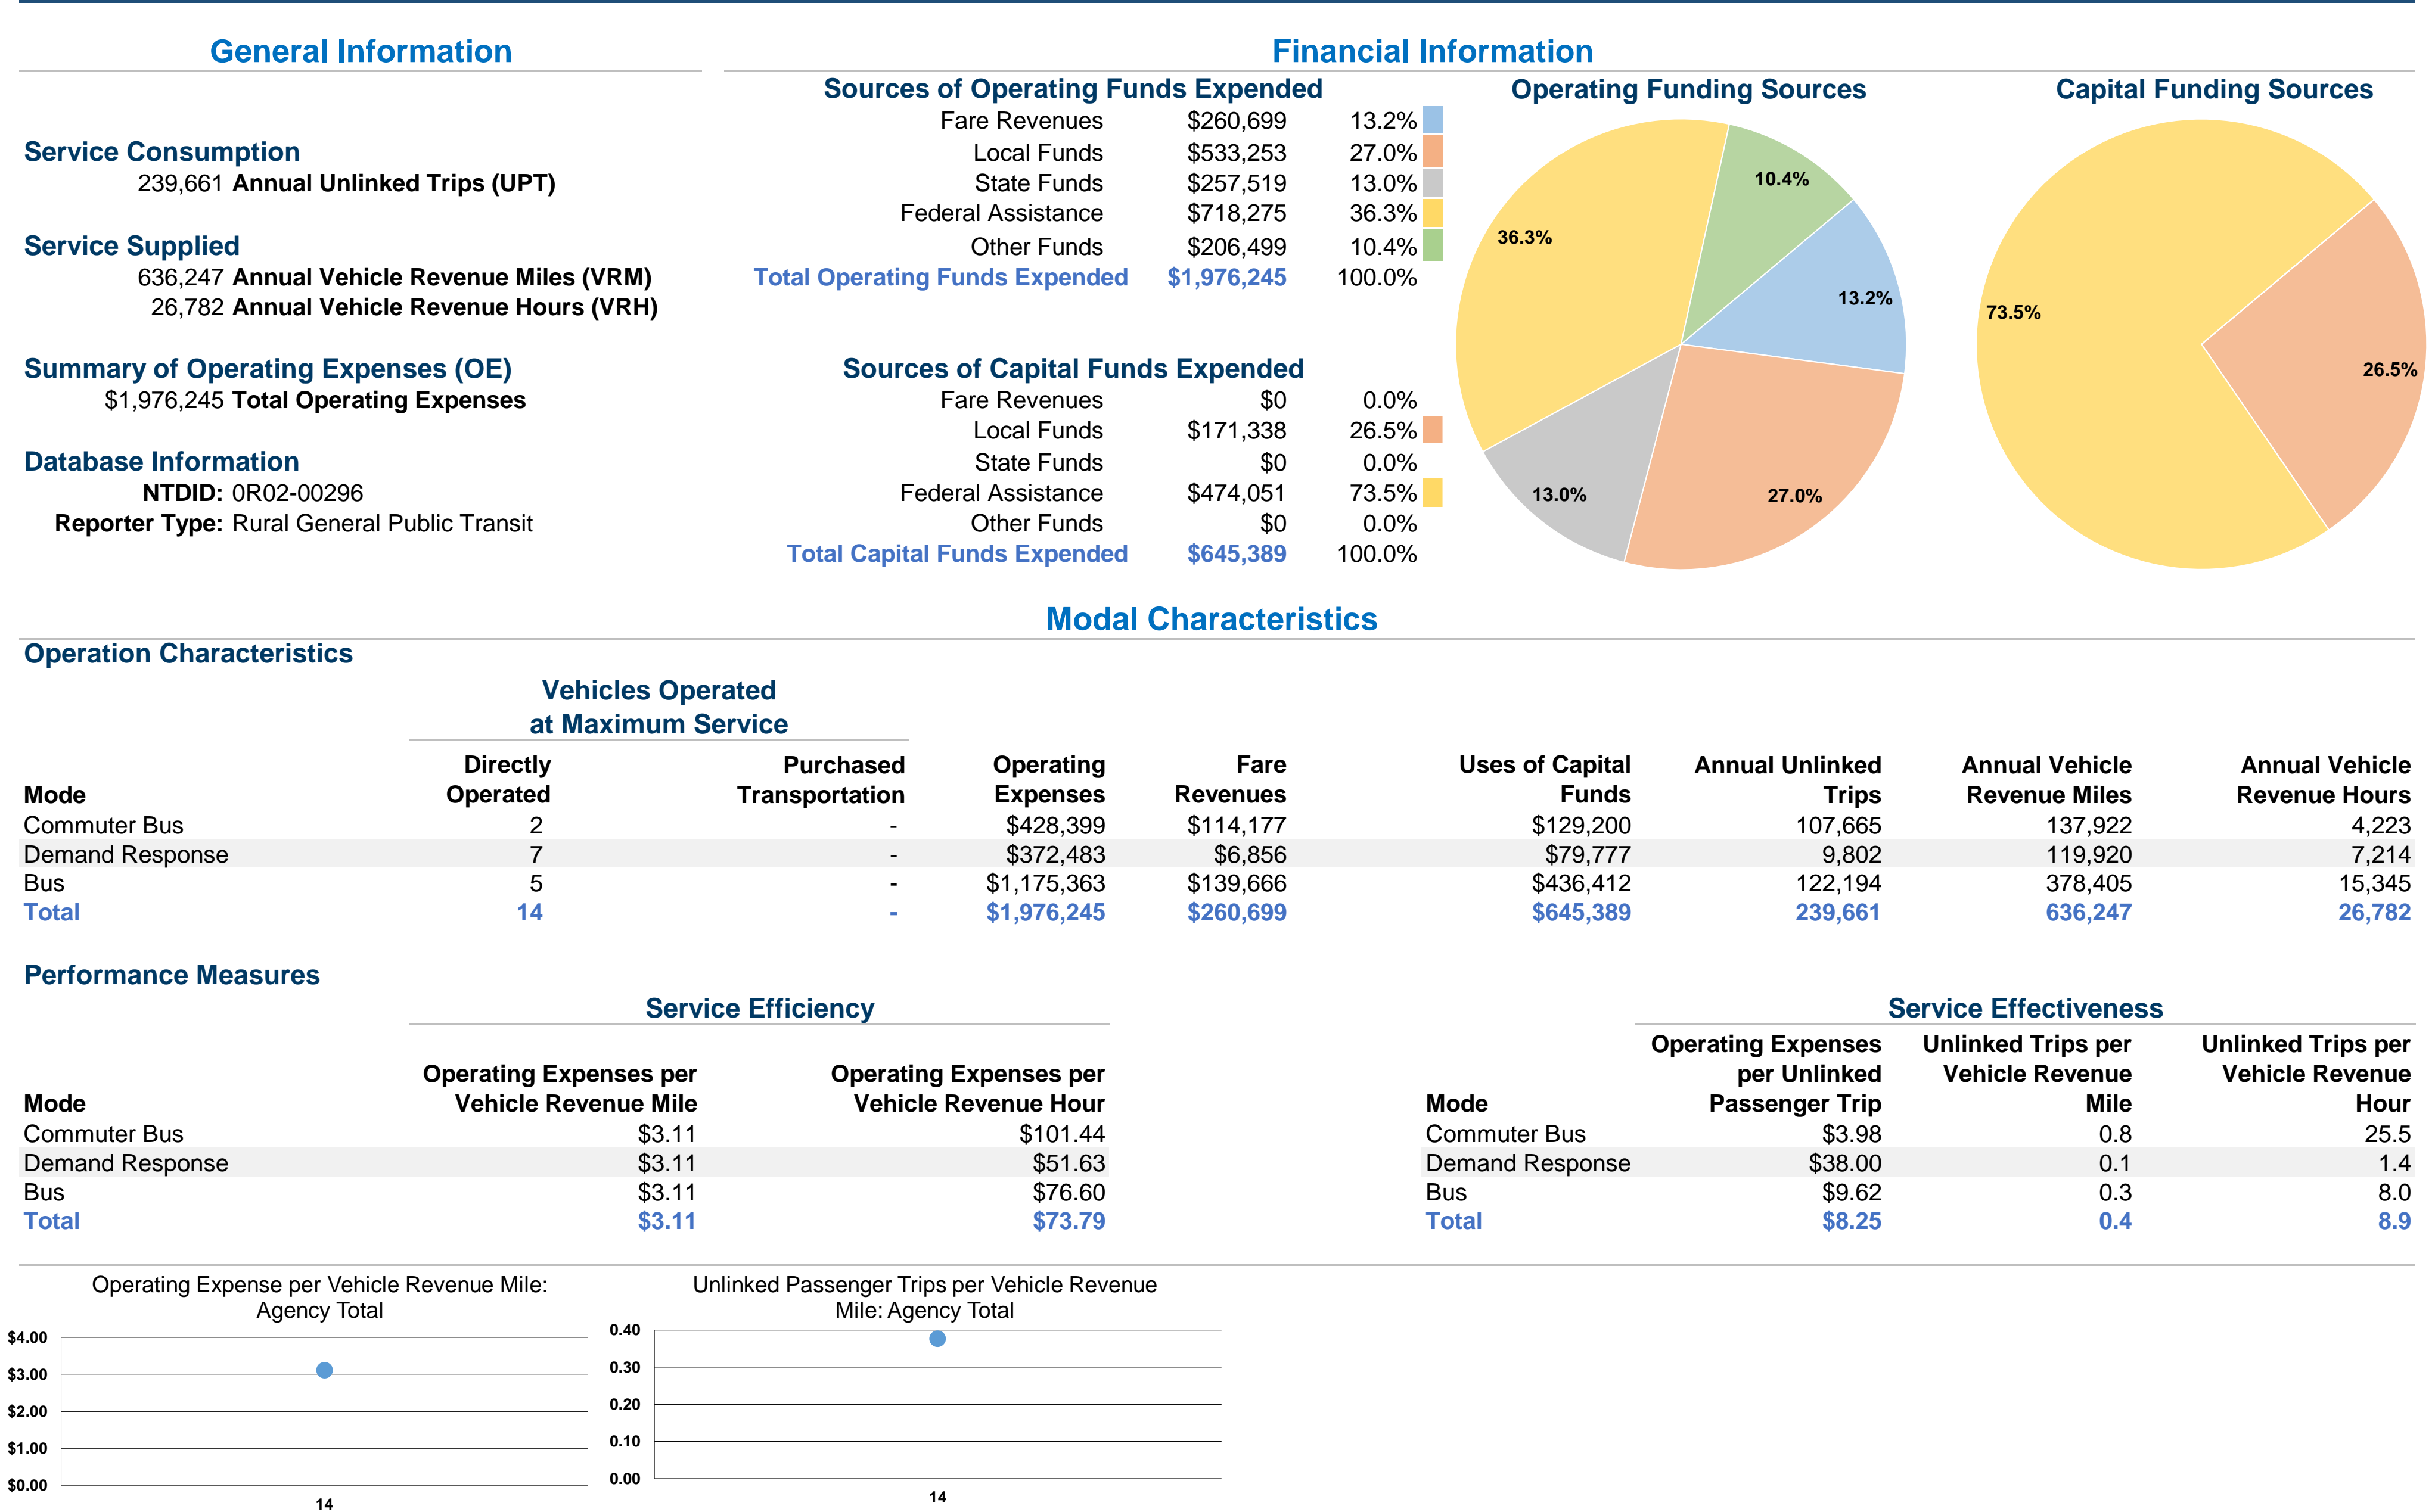 General Information
Financial Information
Sources of Operating Funds Expended
Operating Funding Sources
Capital Funding Sources
Fare Revenues $260,699 13.2%
Service Consumption
Local Funds $533,253 27.0%
239,661 Annual Unlinked Trips (UPT)
State Funds $257,519 13.0%
Federal Assistance $718,275 36.3%
Service Supplied
Other Funds $206,499 10.4%
636,247 Annual Vehicle Revenue Miles (VRM)
Total Operating Funds Expended $1,976,245 100.0%
26,782 Annual Vehicle Revenue Hours (VRH)
10.4%
36.3%
13.2%
13.0%
27.0%
73.5%
26.5%
Summary of Operating Expenses (OE)
Sources of Capital Funds Expended
$1,976,245 Total Operating Expenses
Fare Revenues $0 0.0%
Local Funds $171,338 26.5%
Database Information
State Funds $0 0.0%
NTDID: 0R02-00296
Federal Assistance $474,051 73.5%
Reporter Type: Rural General Public Transit
Other Funds $0 0.0%
Total Capital Funds Expended $645,389 100.0%
Modal Characteristics
Operation Characteristics
Vehicles Operated
at Maximum Service
Directly Purchased Operating Fare Uses of Capital Annual Unlinked Annual Vehicle Annual Vehicle
Mode Operated Transportation Expenses Revenues Funds Trips Revenue Miles Revenue Hours
Commuter Bus 2 - $428,399 $114,177 $129,200 107,665 137,922 4,223
Demand Response 7 - $372,483 $6,856 $79,777 9,802 119,920 7,214
Bus 5 - $1,175,363 $139,666 $436,412 122,194 378,405 15,345
Total 14 - $1,976,245 $260,699 $645,389 239,661 636,247 26,782
Performance Measures
Service Efficiency
Service Effectiveness
Operating Expenses Unlinked Trips per Unlinked Trips per
Operating Expenses per Operating Expenses per per Unlinked Vehicle Revenue Vehicle Revenue
Mode Vehicle Revenue Mile Vehicle Revenue Hour Mode Passenger Trip Mile Hour
Commuter Bus $3.11 $101.44 Commuter Bus $3.98 0.8 25.5
Demand Response $3.11 $51.63 Demand Response $38.00 0.1 1.4
Bus $3.11 $76.60 Bus $9.62 0.3 8.0
Total $3.11 $73.79 Total $8.25 0.4 8.9
Operating Expense per Vehicle Revenue Mile:
Agency Total
$4.00
$3.00
$2.00
$1.00
$0.00
14
Unlinked Passenger Trips per Vehicle Revenue
Mile: Agency Total
0.40
0.30
0.20
0.10
0.00
14